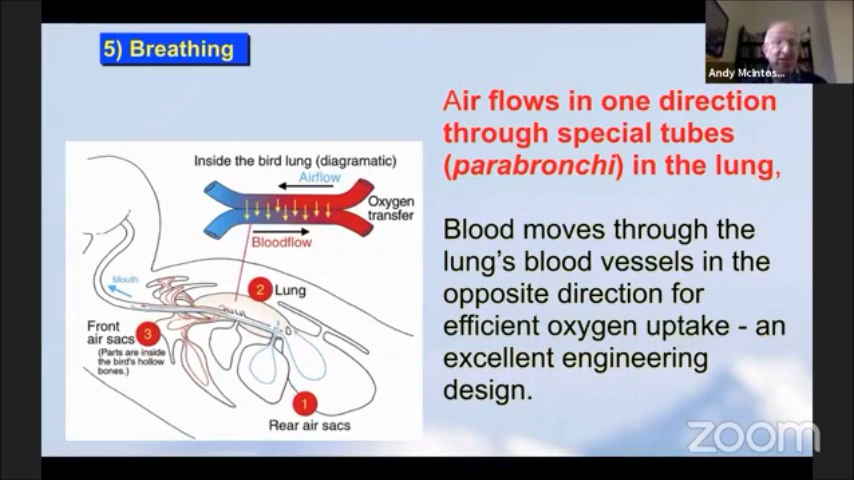 5) Breathing
Andy McIntos...
Air flows in one direction
through special tubes
(parabronchi) in the lung,
Blood moves through the
lung's blood vessels in the
opposite direction for
efficient oxygen uptake - an
excellent engineering
design.
Inside the bird lung (diagramatic)
Airflow
Oxygen
transfer
Bloodflow
Mouth
2
Lung
Front
air sacs
3
(Parts are inside
the bird's hollow
bones.)
1
Rear air sacs
zoom